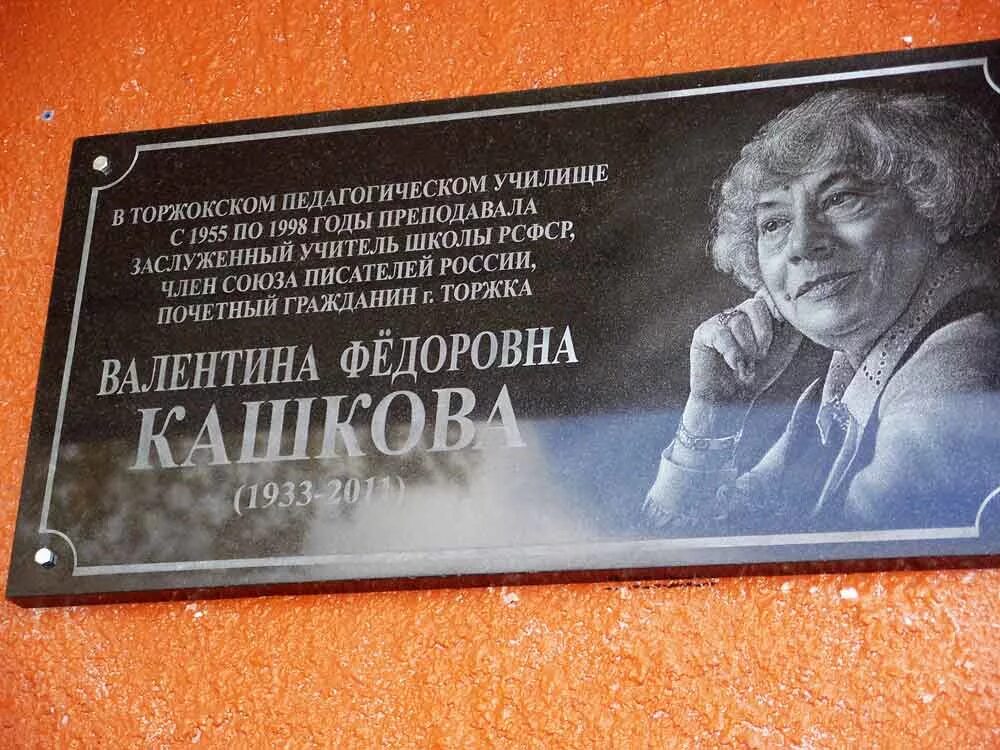 В ТОРЖОКСКОМ ПЕДАГОГИЧЕСКОМ УЧИЛИЩЕ
С 1955 ПО 1998 ГОДЫ ПРЕПОДАВАЛА
ЗАСЛУЖЕННЫЙ УЧИТЕЛЬ ШКОЛЫ РСФСР,
ЧЛЕН СОЮЗА ПИСАТЕЛЕЙ РОССИИ,
ПОЧЕТНЫЙ ГРАЖДАНИН г. ТОРЖКА
ВАЛЕНТИНА ФЁДОРОВНА
КАШКОВА
(1933-2011)